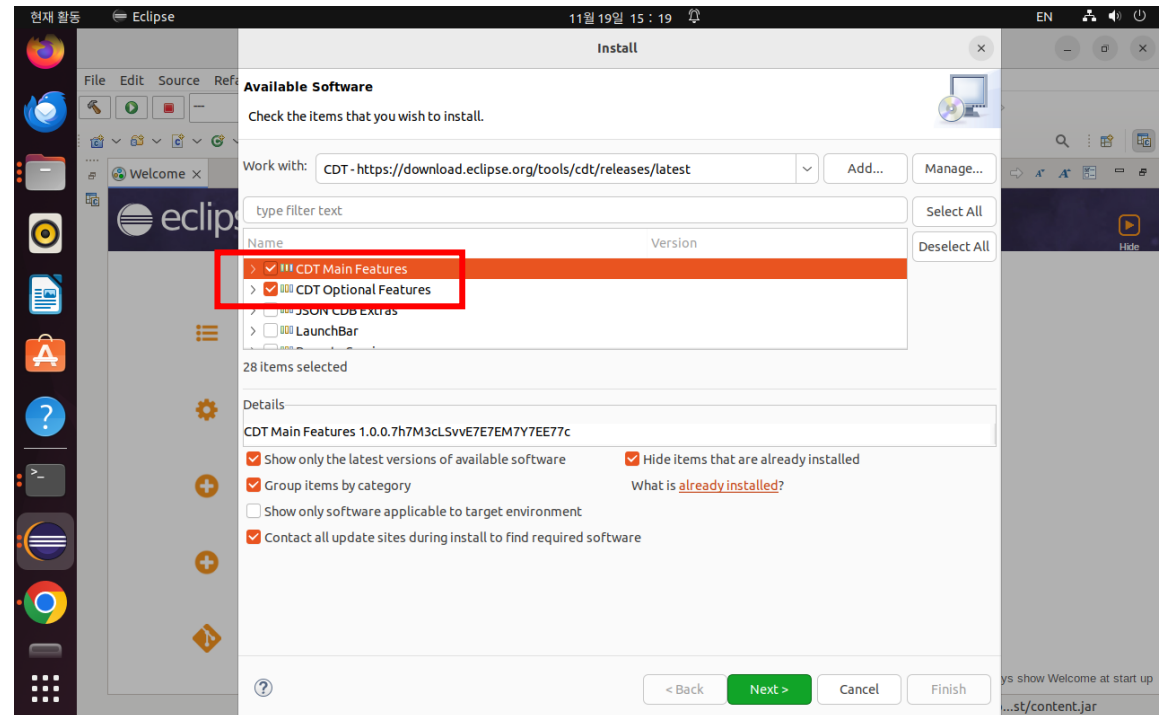 현재 활동 Eclipse 11월 19일 15 : 19 EN
Install
File Edit Source
Available Software
Check the items that you wish to install.
Work with: CDT - https://download.eclipse.org/tools/cdt/releases/latest Add... Manage...
Welcome
type filter text Select All
Name Version Deselect All
Hide
CDT Main Features
CDT Optional Features
JSON CDB Extras
LaunchBar
28 items selected
Details
CDT Main Features 1.0.0.7h7M3cLSvvE7E7EM7Y7EE77c
Show only the latest versions of available software Hide items that are already installed
Group items by category What is already installed?
Show only software applicable to target environment
Contact all update sites during install to find required software
< Back Next > Cancel Finish
ys show Welcome at start up
...st/content.jar